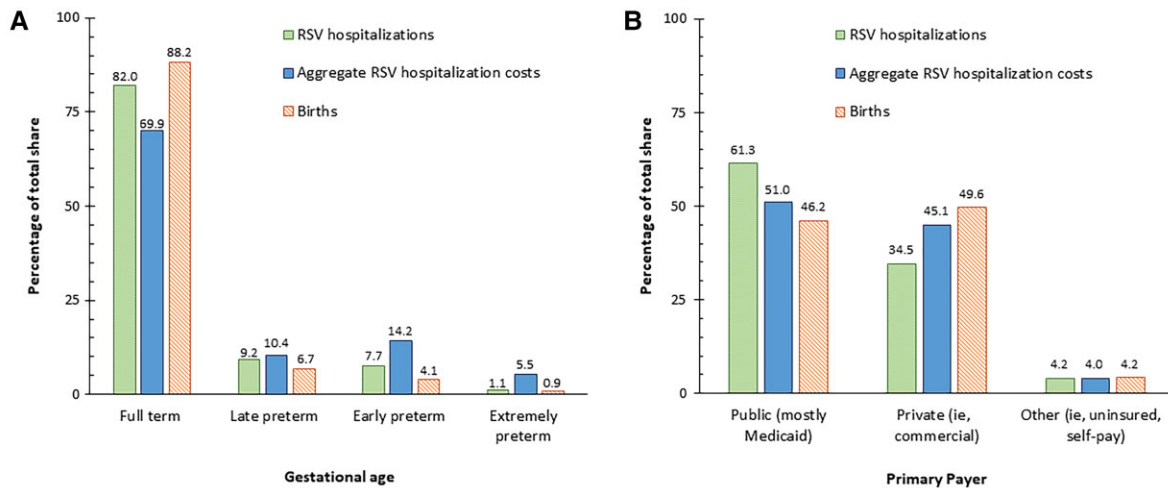 A
Percentage of total share
100
75
50
25
0
RSV hospitalizations
Aggregate RSV hospitalization costs
Births
82.0
69.9
88.2
9.2
10.4
6.7
7.7
14.2
4.1
1.1
5.5
0.9
Full term
Late preterm
Early preterm
Extremely
preterm
Gestational age
B
Percentage of total share
100
75
50
25
0
RSV hospitalizations
Aggregate RSV hospitalization costs
Births
61.3
51.0
46.2
34.5
45.1
49.6
4.2
4.0
4.2
Public (mostly
Medicaid)
Private (ie,
commercial)
Other (ie, uninsured,
self-pay)
Primary Payer